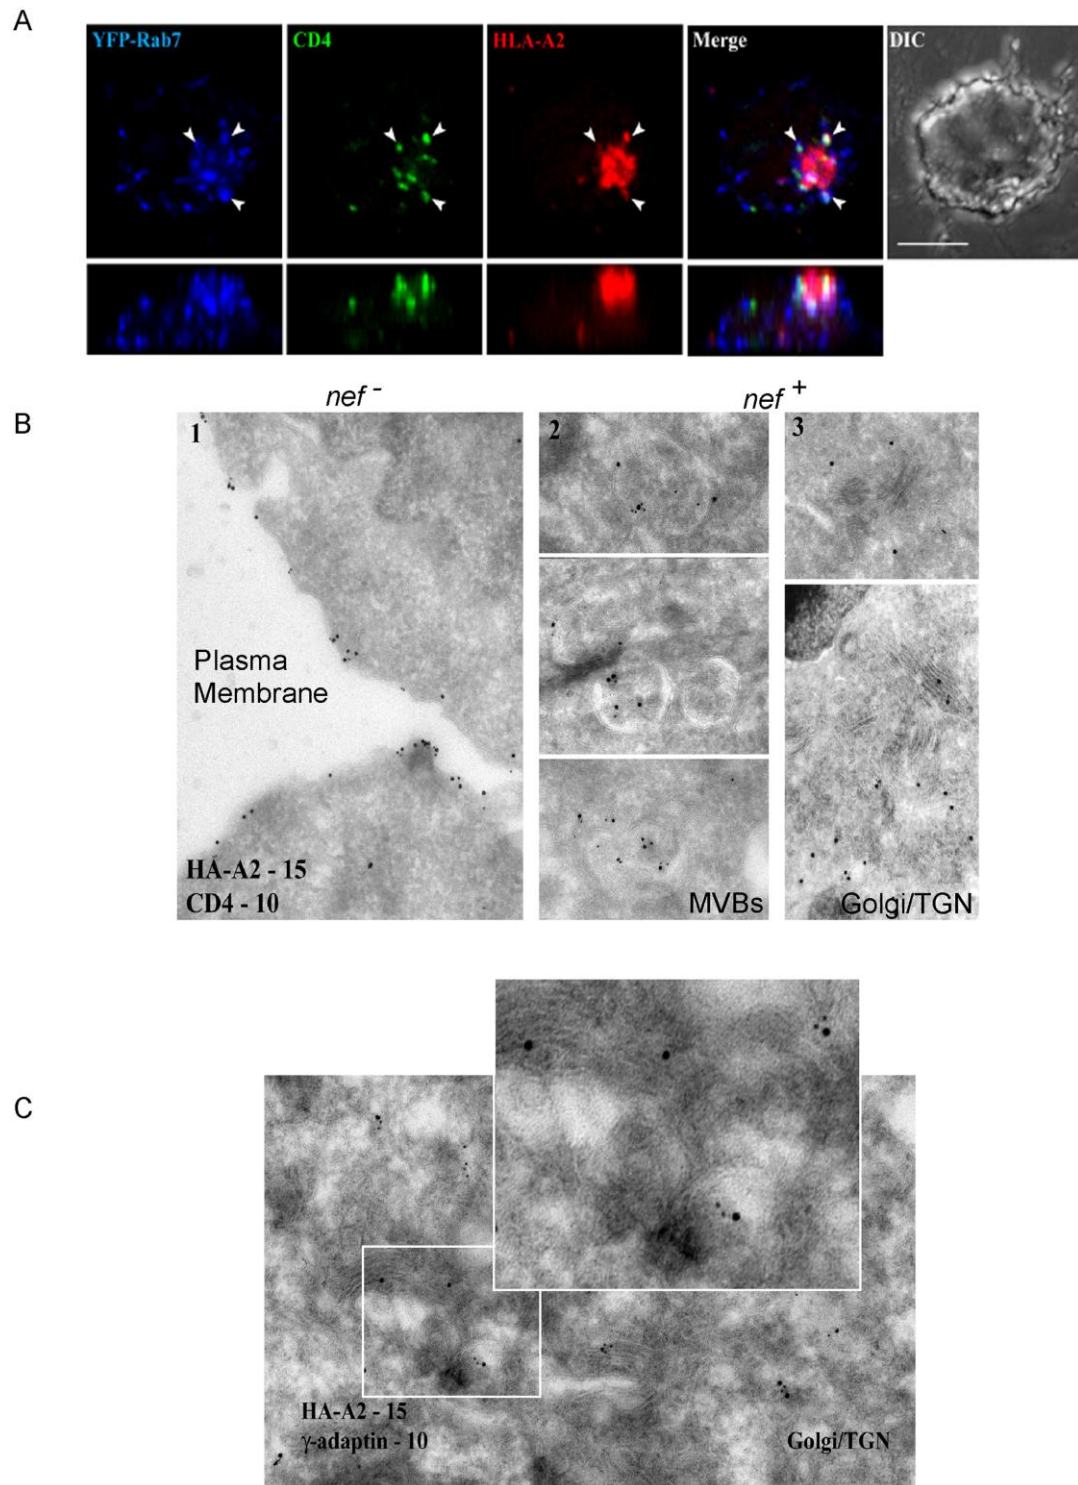 A
YFP-Rab7
CD4
HLA-A2
Merge
DIC
B
nef -
nef +
1
2
3
Plasma
Membrane
HA-A2 - 15
CD4 - 10
MVBs
Golgi/TGN
C
HA-A2 - 15
γ-adaptin - 10
Golgi/TGN